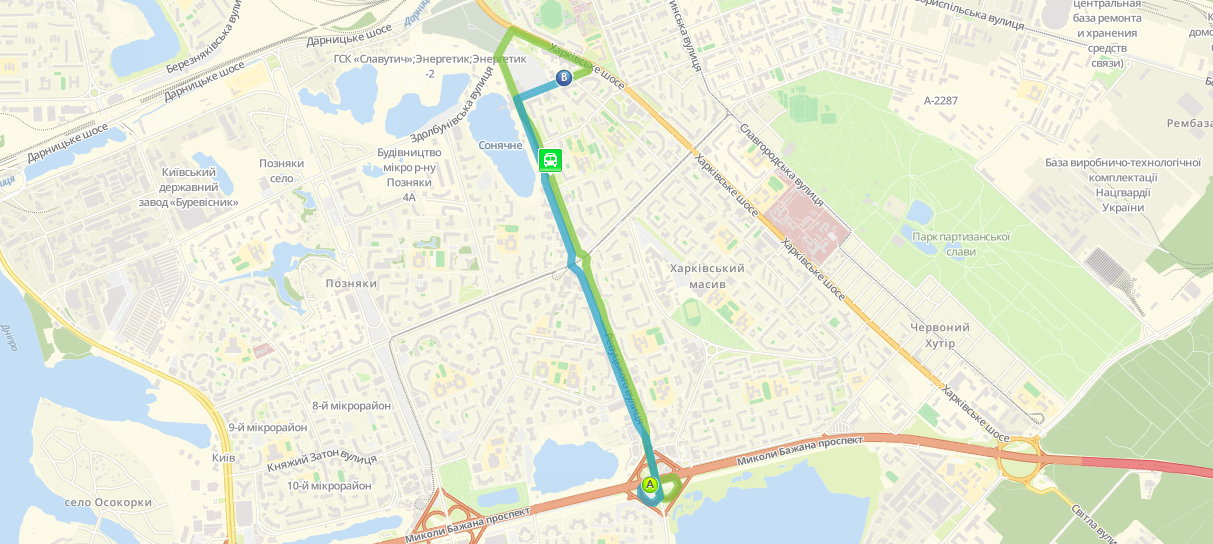 центральная
база ремонта
и хранения
средств
связи)
Бориспільська вулиця
Березняківська вулиця
Дарницьке шосе
Харківське шосе
ГСК «Славутич»;Энергетик;Энергетик
-2
Дарницьке шосе
Здолбунівська вулиця
А-2287
Рембаза
Дарницьке шосе
Славгородська вулиця
Сонячне
Будівництво
мікро р-ну
Позняки
4А
Позняки
село
Київський
державний
завод «Буревісник»
Харківське шосе
База виробничо-технологічної
комплектації
Нацгвардії
України
Парк партизанської
слави
Харківське шосе
Харківський
масив
Позняки
Дніпро
Червоний
Хутір
Ревуцького вулиця
Харківське шосе
8-й мікрорайон
9-й мікрорайон
Київ
Княжий Затон вулиця
10-й мікрорайон
Миколи Бажана проспект
A
B
село Осокорки
Миколи Бажана проспект
Світла вулиця